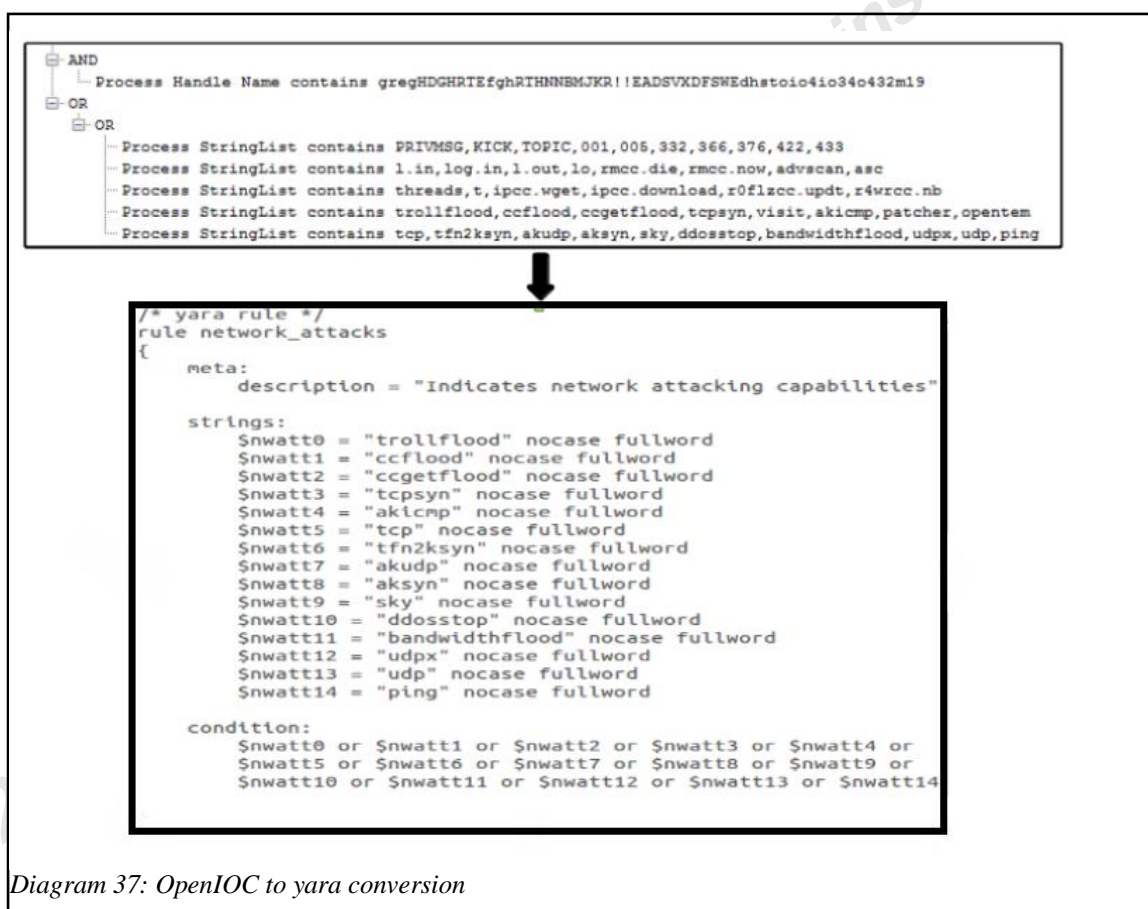 AND
Process Handle Name contains gregHDGHRTEfghRTHNNBMJKR!!EADSVXDFSWEdhstoio4io34o432m19
OR
OR
Process StringList contains PRIVMSG,KICK,TOPIC,001,005,332,366,376,422,433
Process StringList contains l.in,log.in,l.out,lo,rmcc.die,rmcc.now,advscan,asc
Process StringList contains threads,t,ipcc.wget,ipcc.download,r0flzcc.updt,r4wrcc.nb
Process StringList contains trollflood,ccflood,ccgetflood,tcpsyn,visit,akicmp,patcher,opentem
Process StringList contains tcp,tfn2ksyn,akudp,aksyn,sky,ddosstop,bandwidthflood,udpx,udp,ping
/* yara rule */
rule network_attacks
{
meta:
description = "Indicates network attacking capabilities"
strings:
$nwatt0 = "trollflood" nocase fullword
$nwatt1 = "ccflood" nocase fullword
$nwatt2 = "ccgetflood" nocase fullword
$nwatt3 = "tcpsyn" nocase fullword
$nwatt4 = "akicmp" nocase fullword
$nwatt5 = "tcp" nocase fullword
$nwatt6 = "tfn2ksyn" nocase fullword
$nwatt7 = "akudp" nocase fullword
$nwatt8 = "aksyn" nocase fullword
$nwatt9 = "sky" nocase fullword
$nwatt10 = "ddosstop" nocase fullword
$nwatt11 = "bandwidthflood" nocase fullword
$nwatt12 = "udpx" nocase fullword
$nwatt13 = "udp" nocase fullword
$nwatt14 = "ping" nocase fullword
condition:
$nwatt0 or $nwatt1 or $nwatt2 or $nwatt3 or $nwatt4 or
$nwatt5 or $nwatt6 or $nwatt7 or $nwatt8 or $nwatt9 or
$nwatt10 or $nwatt11 or $nwatt12 or $nwatt13 or $nwatt14
Diagram 37: OpenIOC to yara conversion